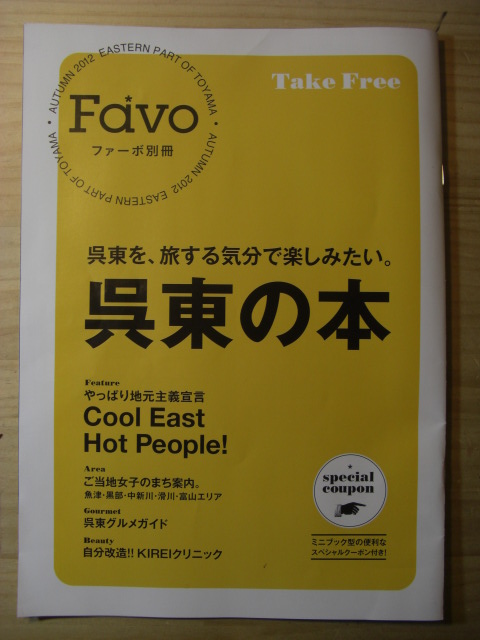 AUTUMN 2012 EASTERN PART OF TOYAMA • AUTUMN 2012 EASTERN PART OF TOYAMA •
Favo
ファーボ別冊
Take Free
呉東を、旅する気分で楽しみたい。
呉東の本
Feature
やっぱり地元主義宣言
Cool East
Hot People!
Area
ご当地女子のまち案内。
魚津・黒部・中新川・滑川・富山エリア
Gourmet
呉東グルメガイド
Beauty
自分改造!! KIREIクリニック
special
coupon
ミニブック型の便利な
スペシャルクーポン付き!